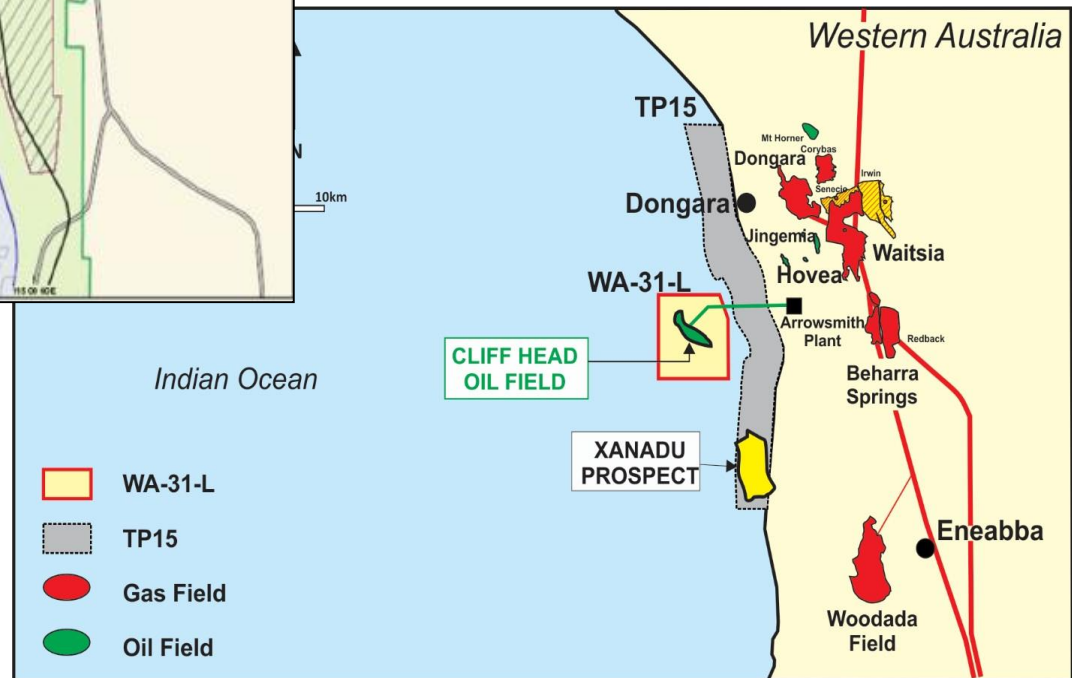 Western Australia
TP15
Mt Horner
Corybas
Dongara
Irwin
Senecio
N
10km
Dongara
Jingemia
Waitsia
Hovea
WA-31-L
Arrowsmith
Plant
Redback
CLIFF HEAD
OIL FIELD
Indian Ocean
Beharra
Springs
XANADU
PROSPECT
WA-31-L
TP15
Eneabba
Gas Field
Woodada
Field
Oil Field